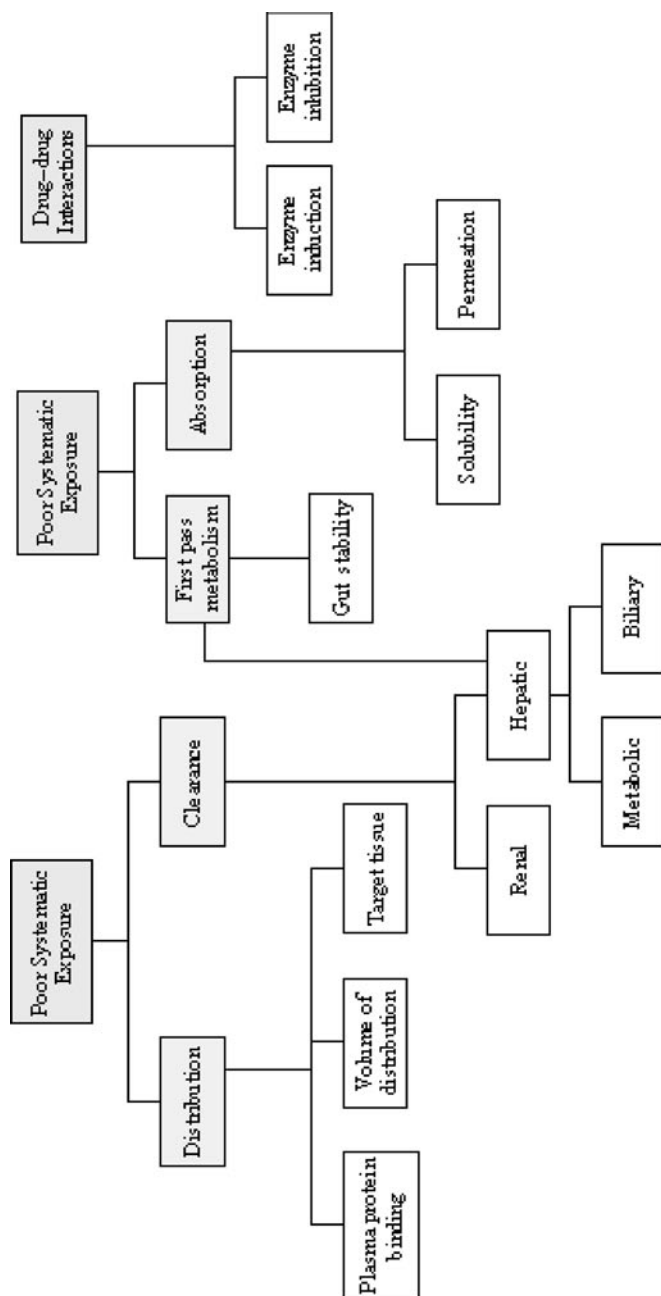 Poor Systematic
Exposure
Poor Systematic
Exposure
Drug–drug
Interactions
Distribution
Clearance
First pass
metabolism
Absorption
Enzyme
induction
Enzyme
inhibition
Plasma protein
binding
Volume of
distribution
Target tissue
Gut stability
Solubility
Permeation
Renal
Hepatic
Metabolic
Biliary